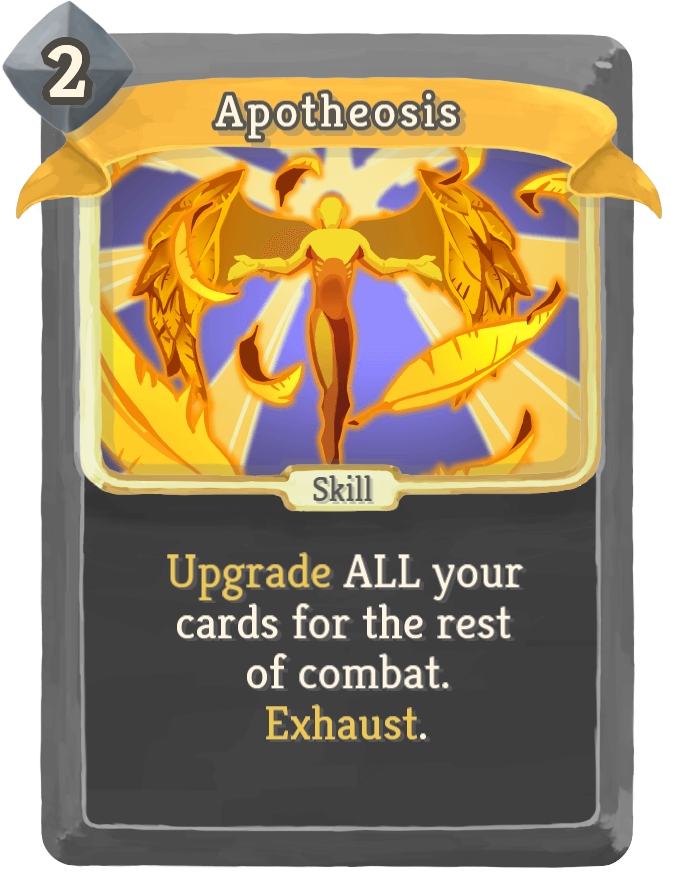 2
Apotheosis
Skill
Upgrade ALL your
cards for the rest
of combat.
Exhaust.